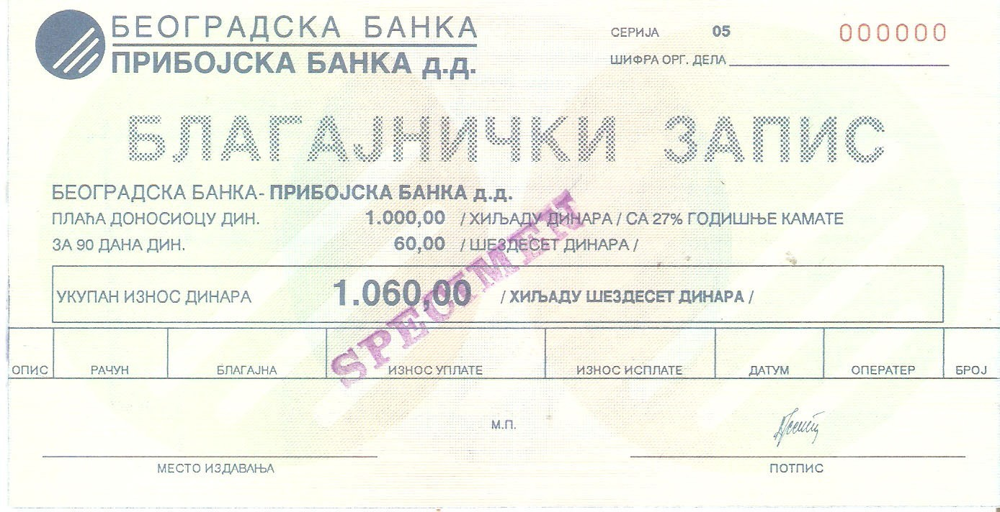 БЕОГРАДСКА БАНКА
ПРИБОЈСКА БАНКА д.д.
СЕРИЈА 05 000000
ШИФРА ОРГ. ДЕЛА
БЛАГАЈНИЧКИ ЗАПИС
БЕОГРАДСКА БАНКА- ПРИБОЈСКА БАНКА д.д.
ПЛАЋА ДОНОСИОЦУ ДИН. 1.000,00 / ХИЉАДУ ДИНАРА / СА 27% ГОДИШЊЕ КАМАТЕ
ЗА 90 ДАНА ДИН. 60,00 / ШЕЗДЕСЕТ ДИНАРА /
УКУПАН ИЗНОС ДИНАРА 1.060,00 / ХИЉАДУ ШЕЗДЕСЕТ ДИНАРА /
SPECIMEN
ОПИС РАЧУН БЛАГАЈНА ИЗНОС УПЛАТЕ ИЗНОС ИСПЛАТЕ ДАТУМ ОПЕРАТЕР БРОЈ
М.П.
МЕСТО ИЗДАВАЊА ПОТПИС